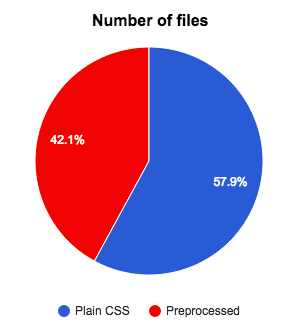 Number of files
42.1%
57.9%
Plain CSS
Preprocessed